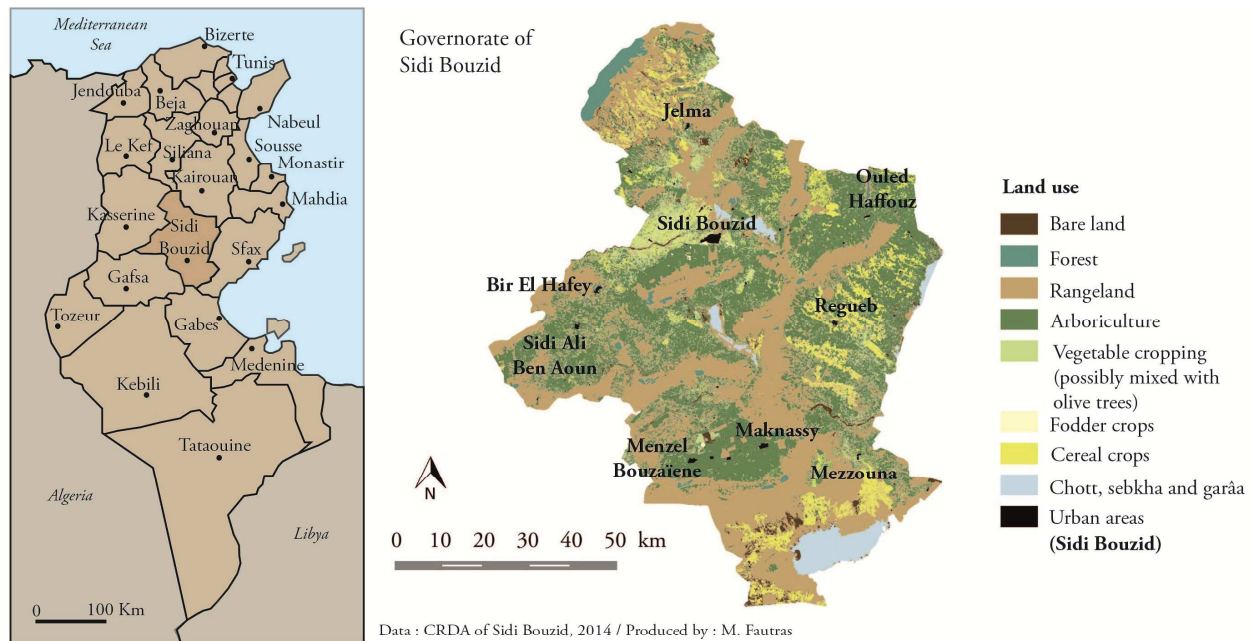 Mediterranean
Sea
Bizerte
Tunis
Jendouba
Beja
Nabeul
Zaghouan
Le Kef
Siliana
Sousse
Monastir
Kairouan
Mahdia
Kasserine
Sidi
Bouzid
Sfax
Gafsa
Tozeur
Gabes
Medenine
Kebili
Tataouine
Algeria
Libya
0 100 Km
Governorate of
Sidi Bouzid
Jelma
Ouled
Haffouz
Sidi Bouzid
Bir El Hafey
Regueb
Sidi Ali
Ben Aoun
Maknassy
Menzel
Bouzaïene
Mezzouna
N
0 10 20 30 40 50 km
Land use
Bare land
Forest
Rangeland
Arboriculture
Vegetable cropping
(possibly mixed with
olive trees)
Fodder crops
Cereal crops
Chott, sebkha and garâa
Urban areas
(Sidi Bouzid)
Data : CRDA of Sidi Bouzid, 2014 / Produced by : M. Fautras